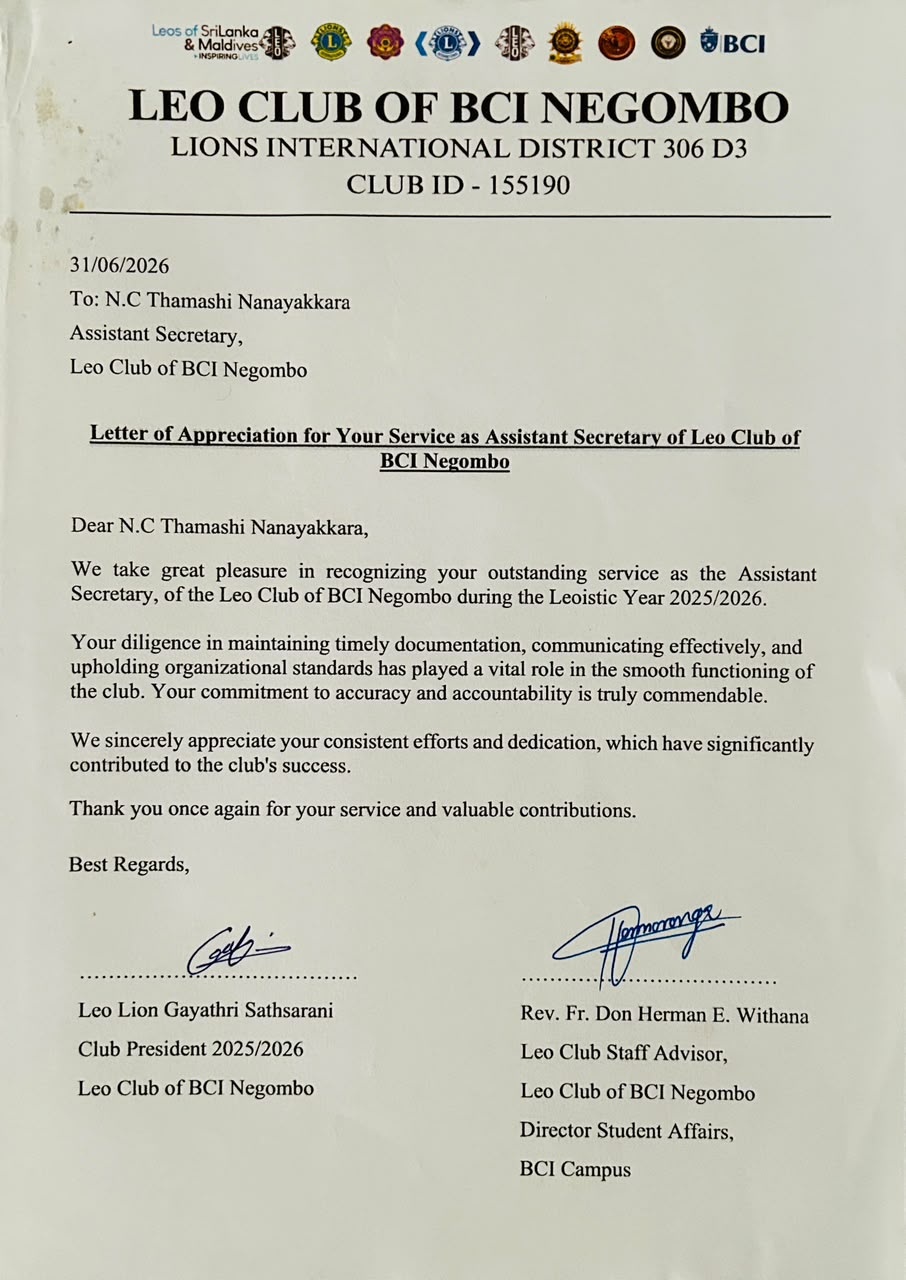 Leos of SriLanka
& Maldives
INSPIRING LIVES
BCI
LEO CLUB OF BCI NEGOMBO
LIONS INTERNATIONAL DISTRICT 306 D3
CLUB ID - 155190
31/06/2026
To: N.C Thamashi Nanayakkara
Assistant Secretary,
Leo Club of BCI Negombo
Letter of Appreciation for Your Service as Assistant Secretary of Leo Club of
BCI Negombo
Dear N.C Thamashi Nanayakkara,
We take great pleasure in recognizing your outstanding service as the Assistant
Secretary, of the Leo Club of BCI Negombo during the Leoistic Year 2025/2026.
Your diligence in maintaining timely documentation, communicating effectively, and
upholding organizational standards has played a vital role in the smooth functioning of
the club. Your commitment to accuracy and accountability is truly commendable.
We sincerely appreciate your consistent efforts and dedication, which have significantly
contributed to the club's success.
Thank you once again for your service and valuable contributions.
Best Regards,
Leo Lion Gayathri Sathsarani
Club President 2025/2026
Leo Club of BCI Negombo
Rev. Fr. Don Herman E. Withana
Leo Club Staff Advisor,
Leo Club of BCI Negombo
Director Student Affairs,
BCI Campus